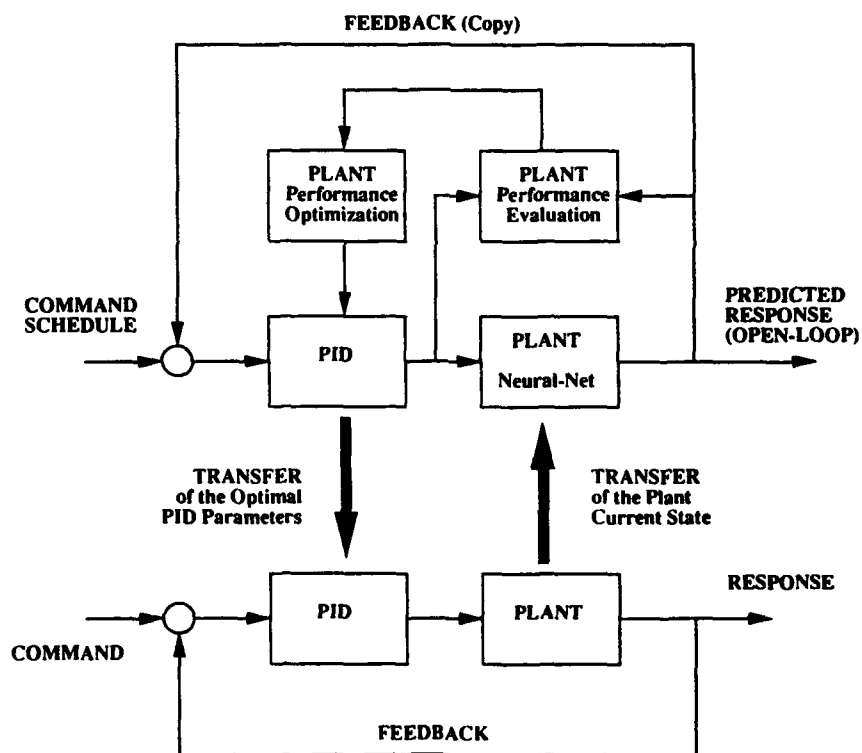 FEEDBACK (Copy)
PLANT
Performance
Optimization
PLANT
Performance
Evaluation
COMMAND
SCHEDULE
PID
PLANT
Neural-Net
PREDICTED
RESPONSE
(OPEN-LOOP)
TRANSFER
of the Optimal
PID Parameters
TRANSFER
of the Plant
Current State
COMMAND
PID
PLANT
RESPONSE
FEEDBACK